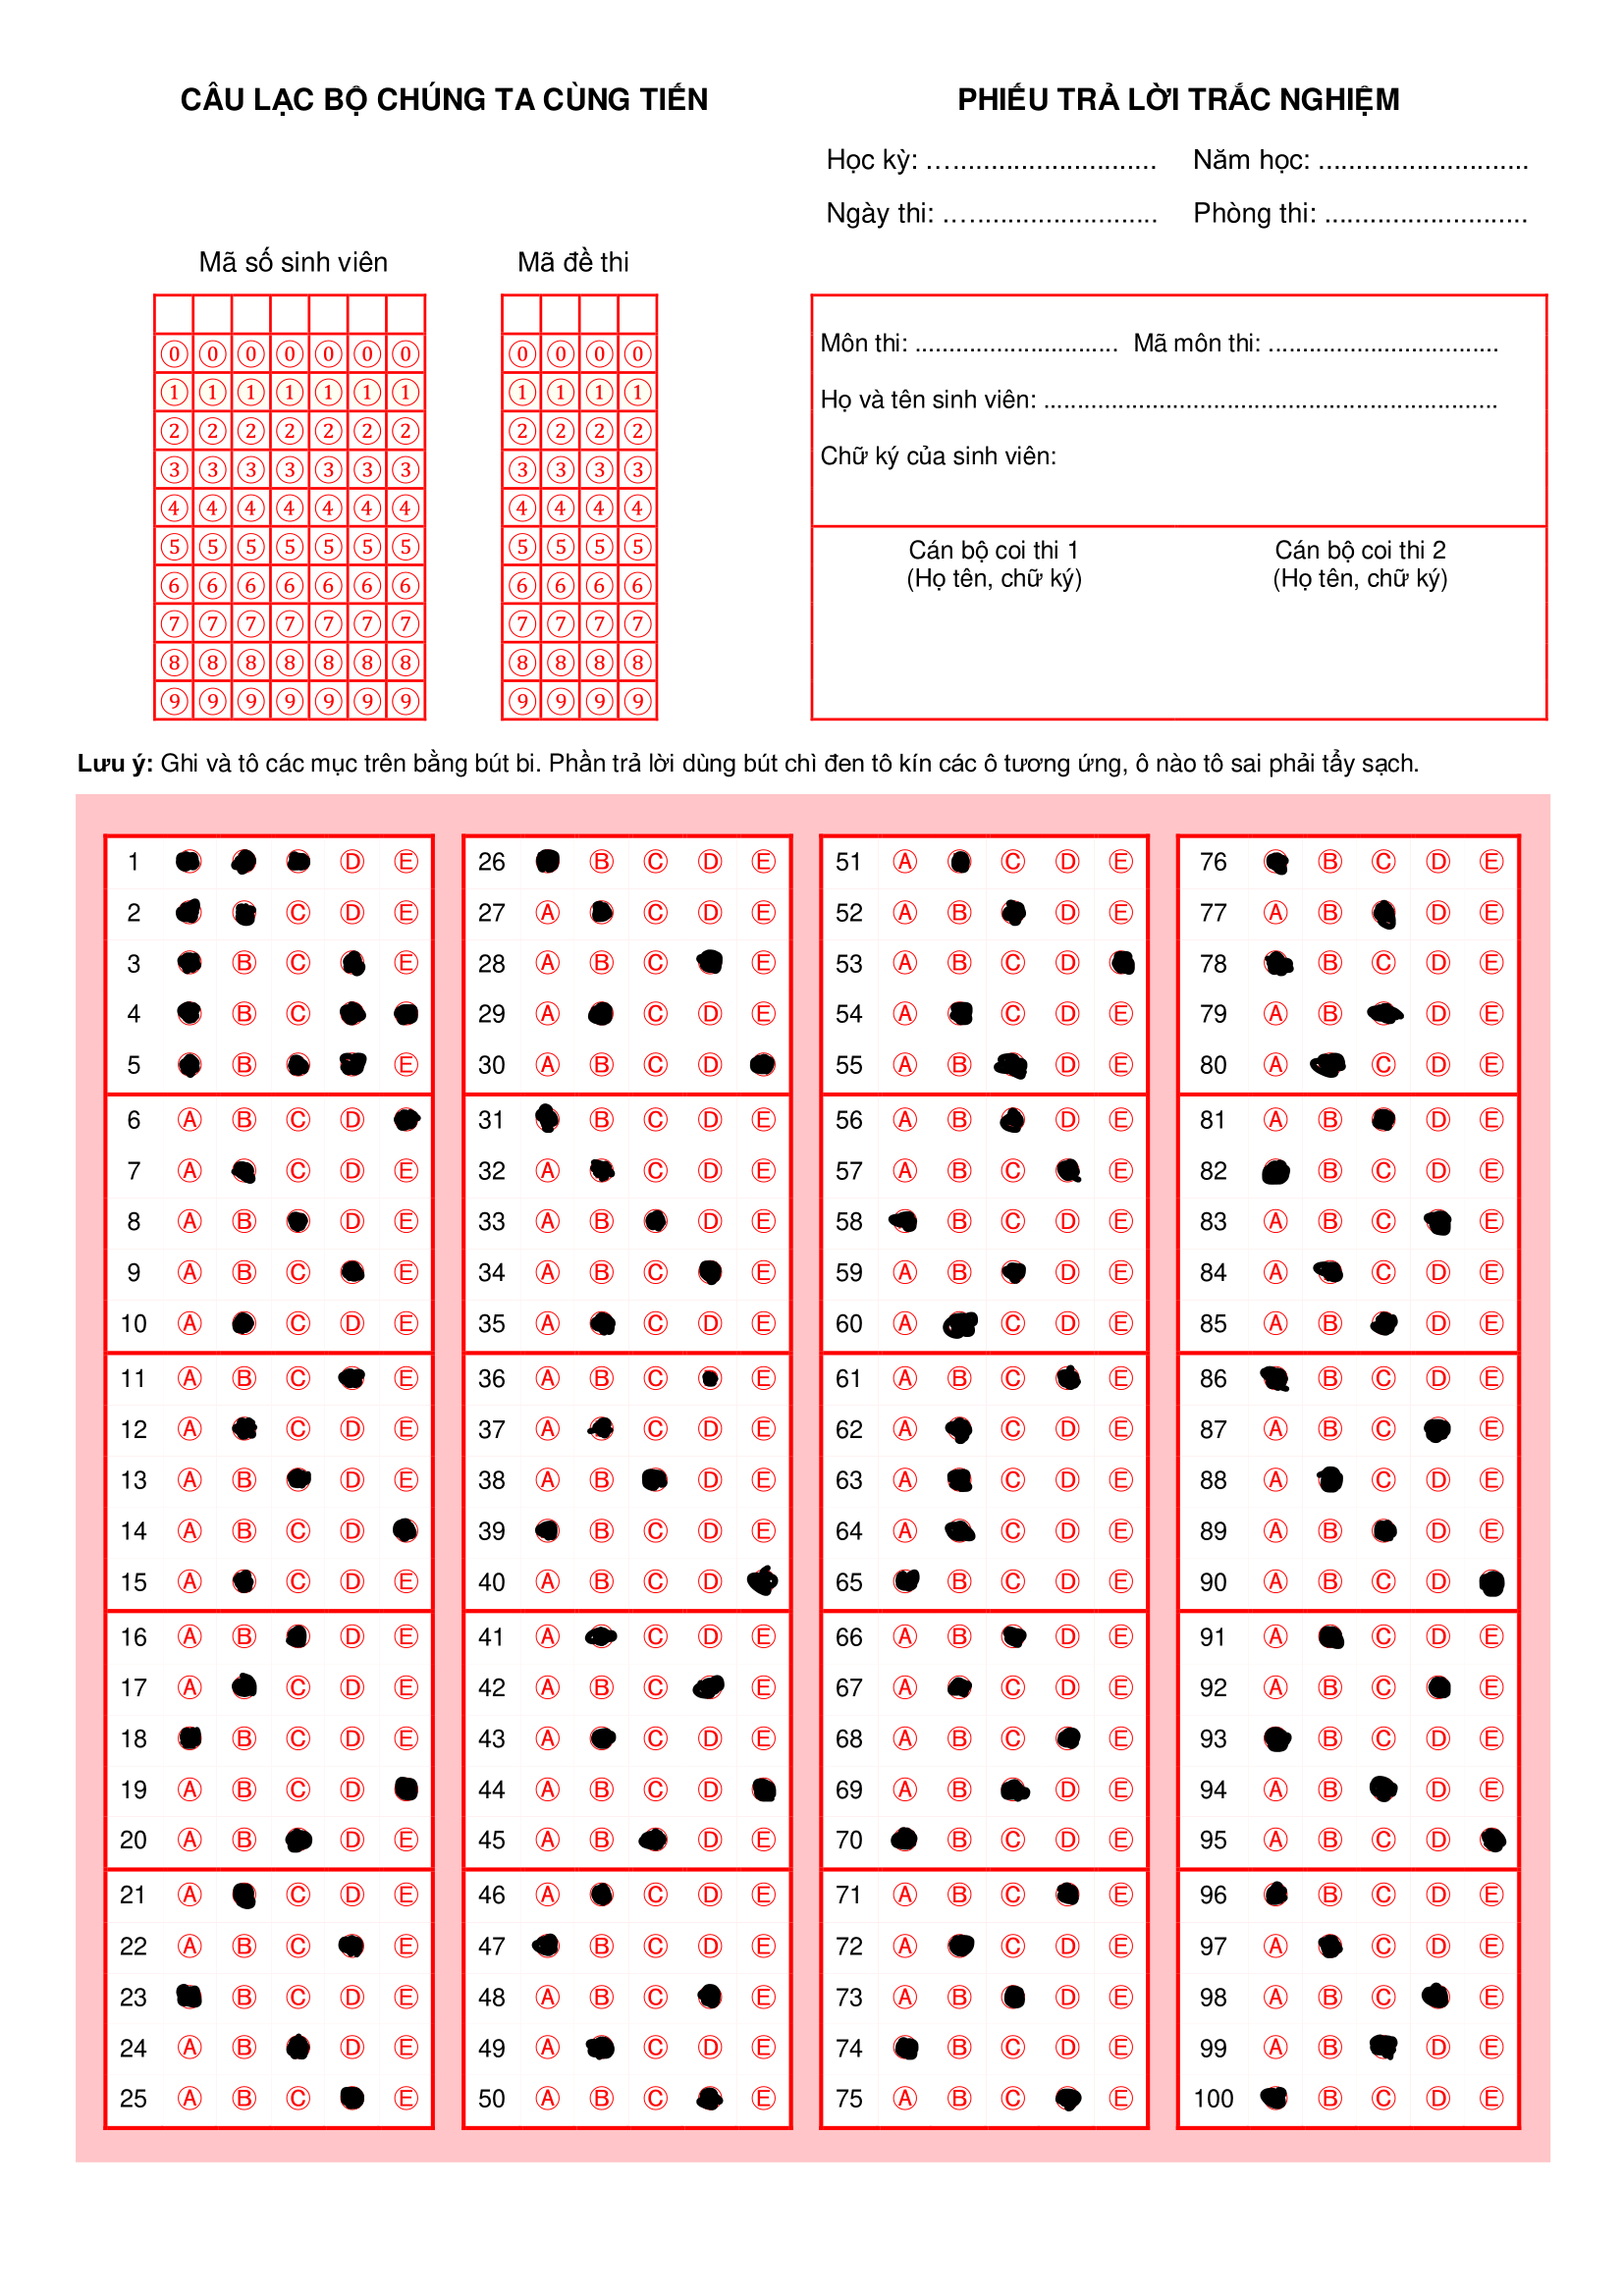 CÂU LẠC BỘ CHÚNG TA CÙNG TIẾN
PHIẾU TRẢ LỜI TRẮC NGHIỆM
Học kỳ: .............................. Năm học: ............................
Ngày thi: ............................ Phòng thi: ...........................
Mã số sinh viên
Mã đề thi
⓪ ⓪ ⓪ ⓪ ⓪ ⓪ ⓪ ⓪ ⓪ ⓪ ⓪
① ① ① ① ① ① ① ① ① ① ①
② ② ② ② ② ② ② ② ② ② ②
③ ③ ③ ③ ③ ③ ③ ③ ③ ③ ③
④ ④ ④ ④ ④ ④ ④ ④ ④ ④ ④
⑤ ⑤ ⑤ ⑤ ⑤ ⑤ ⑤ ⑤ ⑤ ⑤ ⑤
⑥ ⑥ ⑥ ⑥ ⑥ ⑥ ⑥ ⑥ ⑥ ⑥ ⑥
⑦ ⑦ ⑦ ⑦ ⑦ ⑦ ⑦ ⑦ ⑦ ⑦ ⑦
⑧ ⑧ ⑧ ⑧ ⑧ ⑧ ⑧ ⑧ ⑧ ⑧ ⑧
⑨ ⑨ ⑨ ⑨ ⑨ ⑨ ⑨ ⑨ ⑨ ⑨ ⑨
Môn thi: .............................. Mã môn thi: ..................................
Họ và tên sinh viên: ...................................................................
Chữ ký của sinh viên:
Cán bộ coi thi 1
(Họ tên, chữ ký)
Cán bộ coi thi 2
(Họ tên, chữ ký)
Lưu ý: Ghi và tô các mục trên bằng bút bi. Phần trả lời dùng bút chì đen tô kín các ô tương ứng, ô nào tô sai phải tẩy sạch.
1 D E
2 C D E
3 B C E
4 B C
5 B E
6 A B C D
7 A C D E
8 A B D E
9 A B C E
10 A C D E
11 A B C E
12 A C D E
13 A B D E
14 A B C D
15 A C D E
16 A B D E
17 A C D E
18 B C D E
19 A B C D
20 A B D E
21 A C D E
22 A B C E
23 B C D E
24 A B D E
25 A B C E
26 B C D E
27 A C D E
28 A B C E
29 A C D E
30 A B C D
31 B C D E
32 A C D E
33 A B D E
34 A B C E
35 A C D E
36 A B C E
37 A C D E
38 A B D E
39 B C D E
40 A B C D
41 A C D E
42 A B C E
43 A C D E
44 A B C D
45 A B D E
46 A C D E
47 B C D E
48 A B C E
49 A C D E
50 A B C E
51 A C D E
52 A B D E
53 A B C D
54 A C D E
55 A B D E
56 A B D E
57 A B C E
58 B C D E
59 A B D E
60 A C D E
61 A B C E
62 A C D E
63 A C D E
64 A C D E
65 B C D E
66 A B D E
67 A C D E
68 A B C E
69 A B D E
70 B C D E
71 A B C E
72 A C D E
73 A B D E
74 B C D E
75 A B C E
76 B C D E
77 A B D E
78 B C D E
79 A B D E
80 A C D E
81 A B D E
82 B C D E
83 A B C E
84 A C D E
85 A B D E
86 B C D E
87 A B C E
88 A C D E
89 A B D E
90 A B C D
91 A C D E
92 A B C E
93 B C D E
94 A B D E
95 A B C D
96 B C D E
97 A C D E
98 A B C E
99 A B D E
100 B C D E